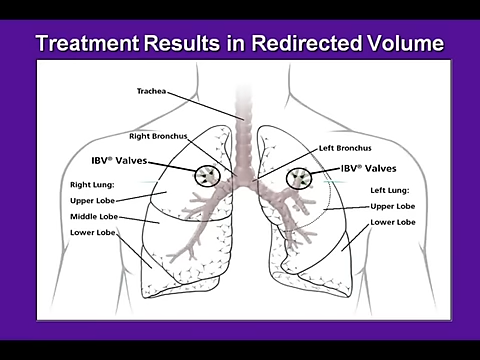 Treatment Results in Redirected Volume
Trachea
Right Bronchus
Left Bronchus
IBV® Valves
IBV® Valves
Right Lung:
Upper Lobe
Middle Lobe
Lower Lobe
Left Lung:
Upper Lobe
Lower Lobe